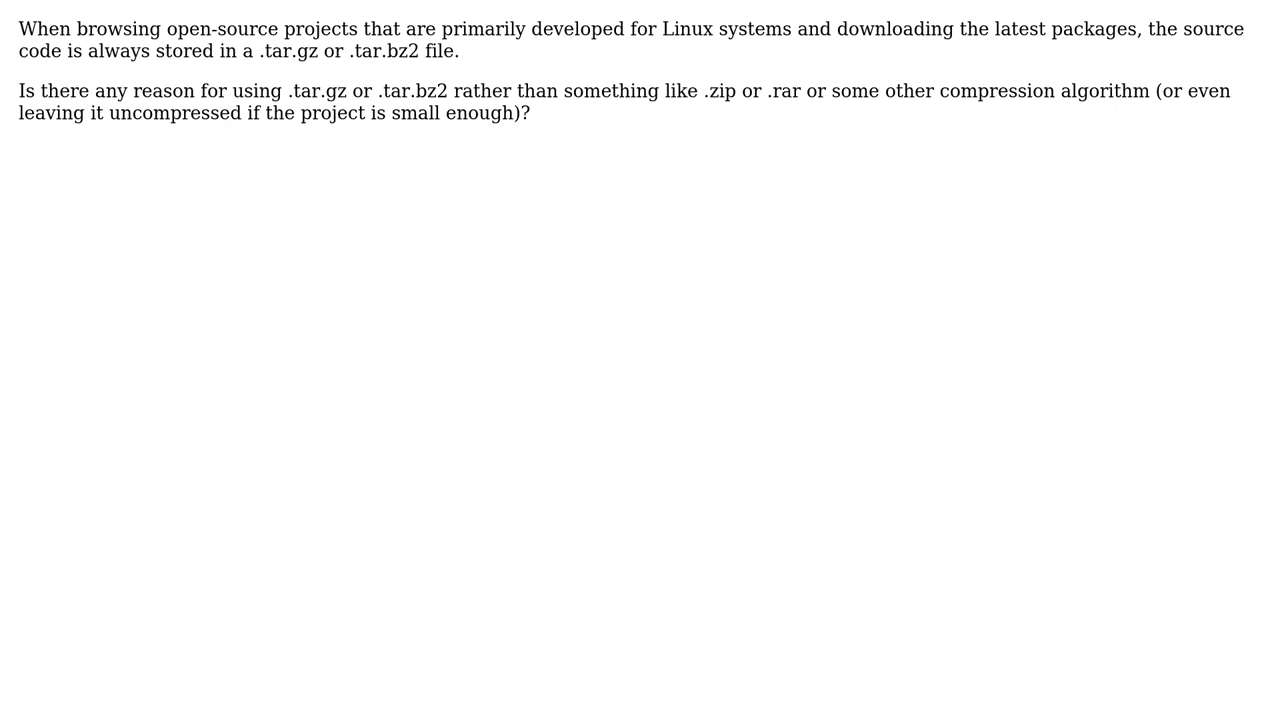 When browsing open-source projects that are primarily developed for Linux systems and downloading the latest packages, the source
code is always stored in a .tar.gz or .tar.bz2 file.
Is there any reason for using .tar.gz or .tar.bz2 rather than something like .zip or .rar or some other compression algorithm (or even
leaving it uncompressed if the project is small enough)?